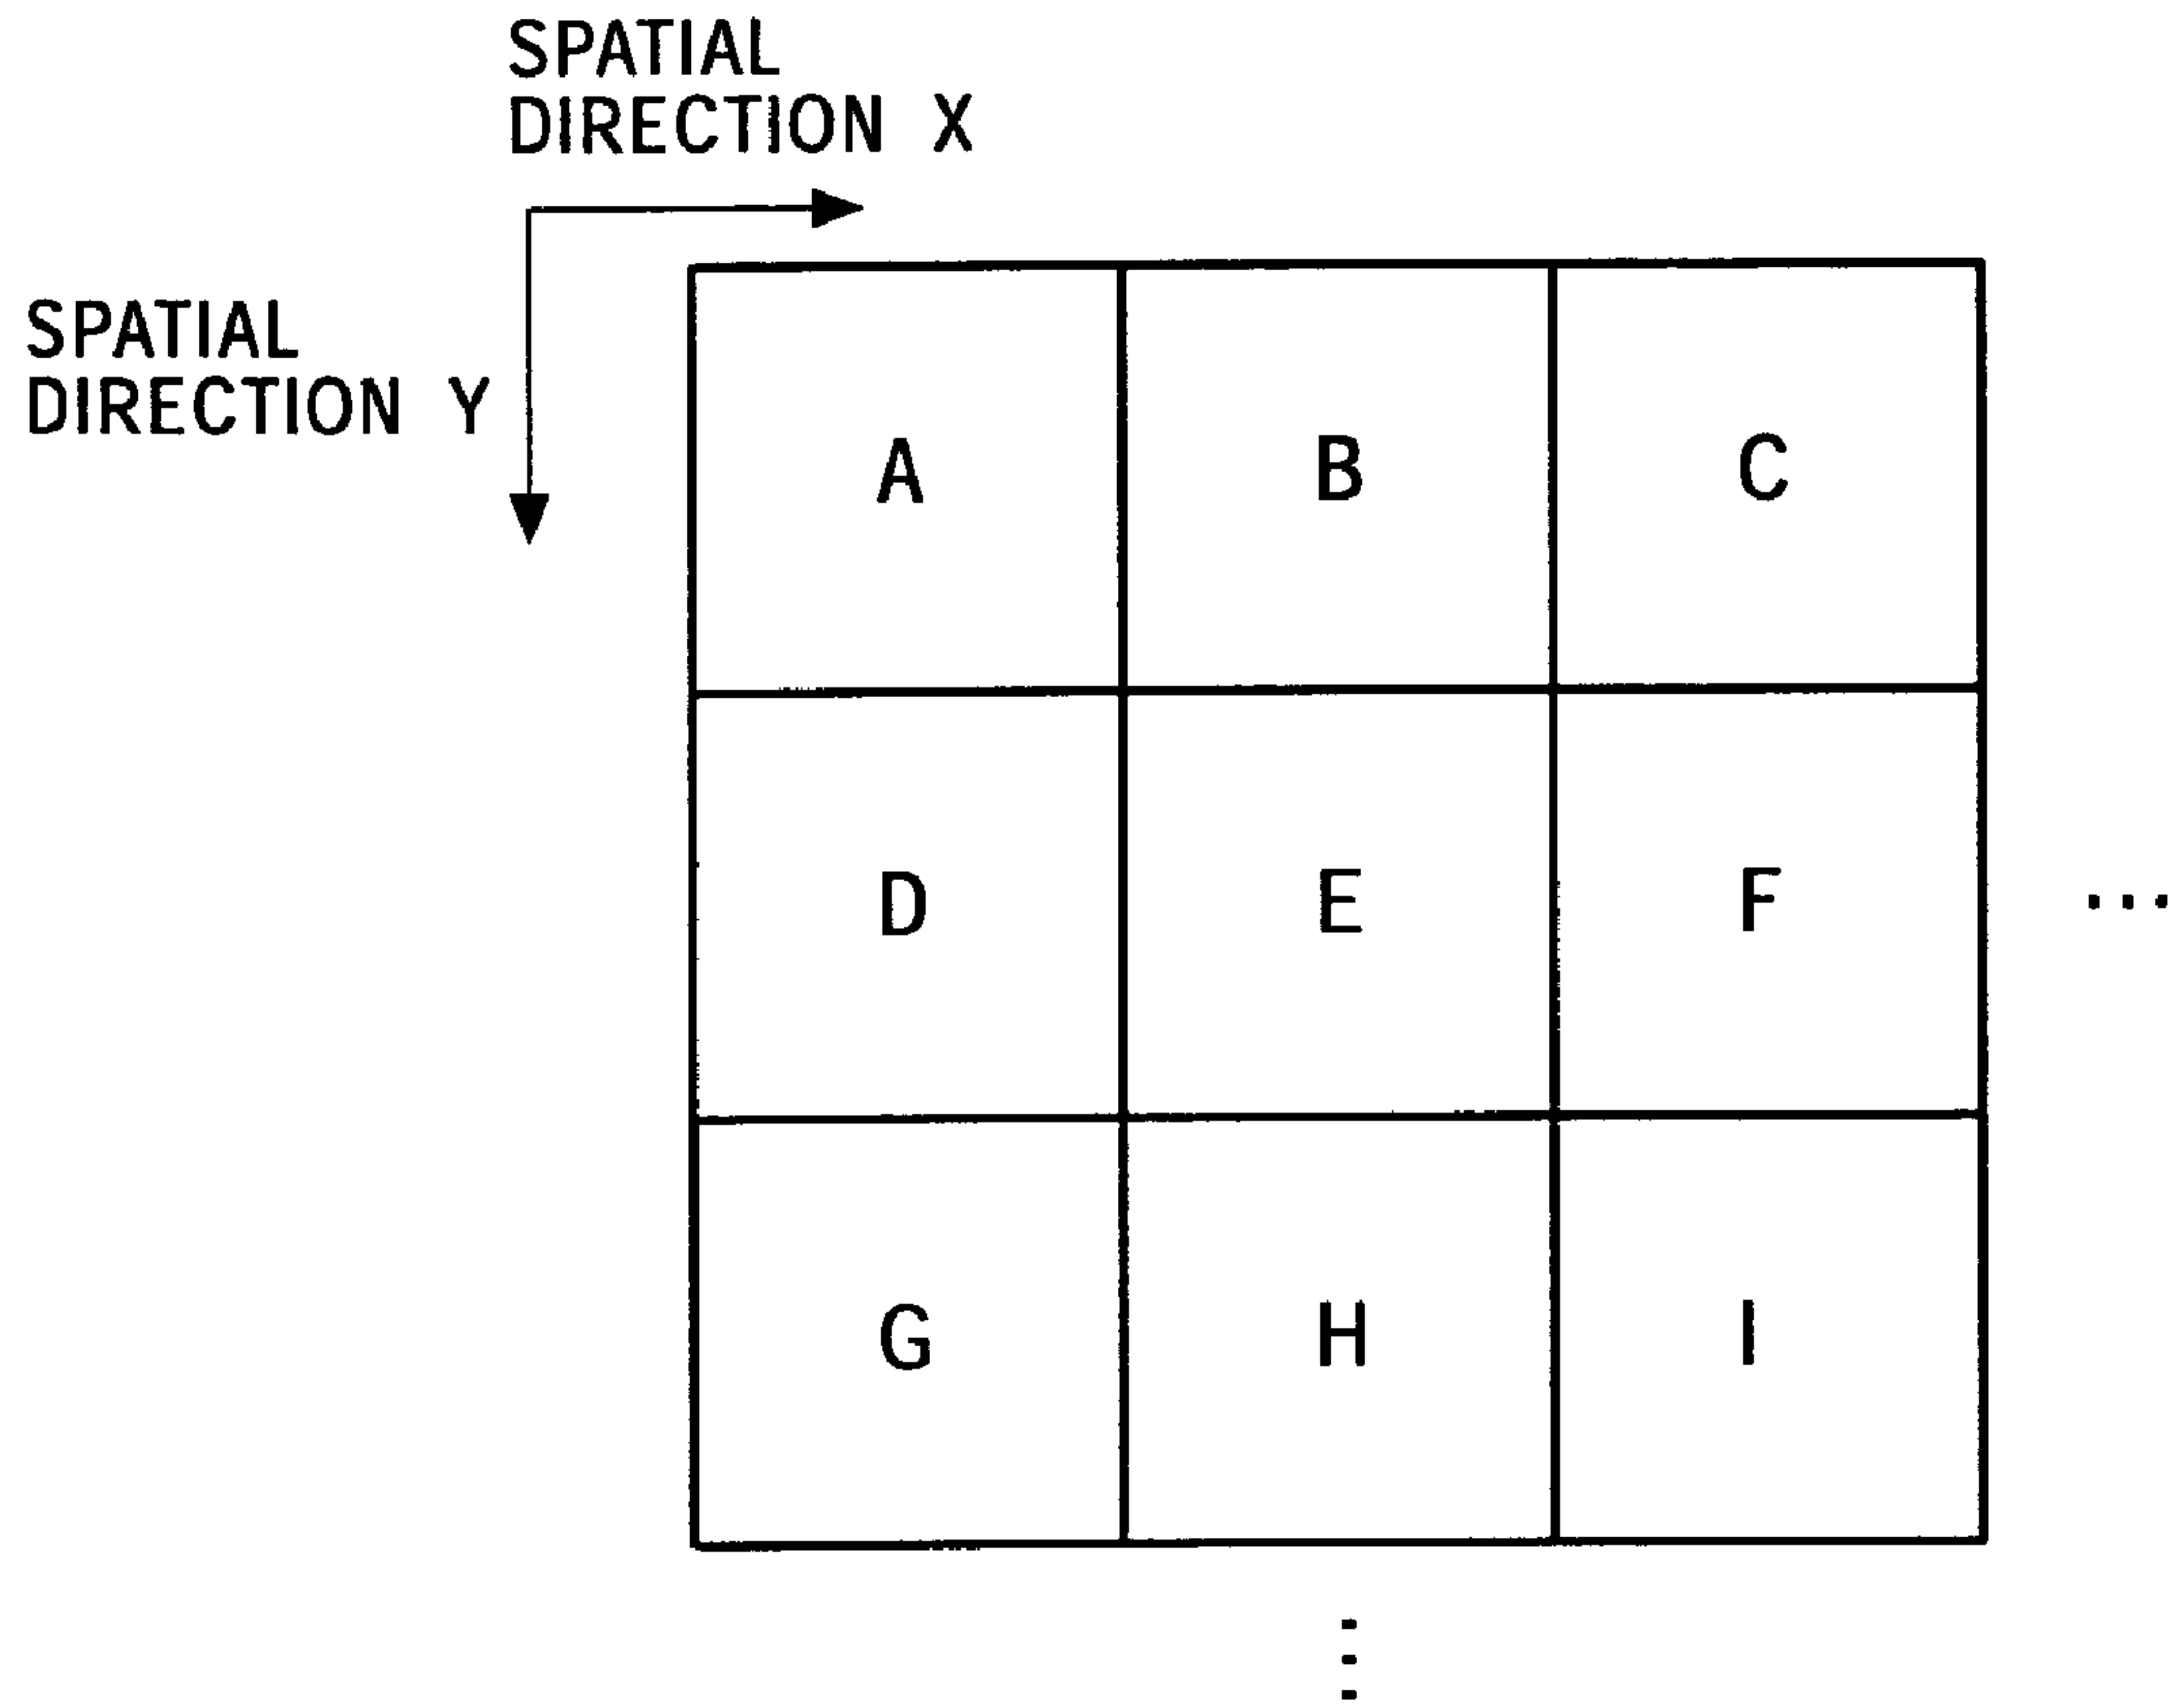 SPATIAL
DIRECTION X
SPATIAL
DIRECTION Y
A B C
D E F ...
G H I